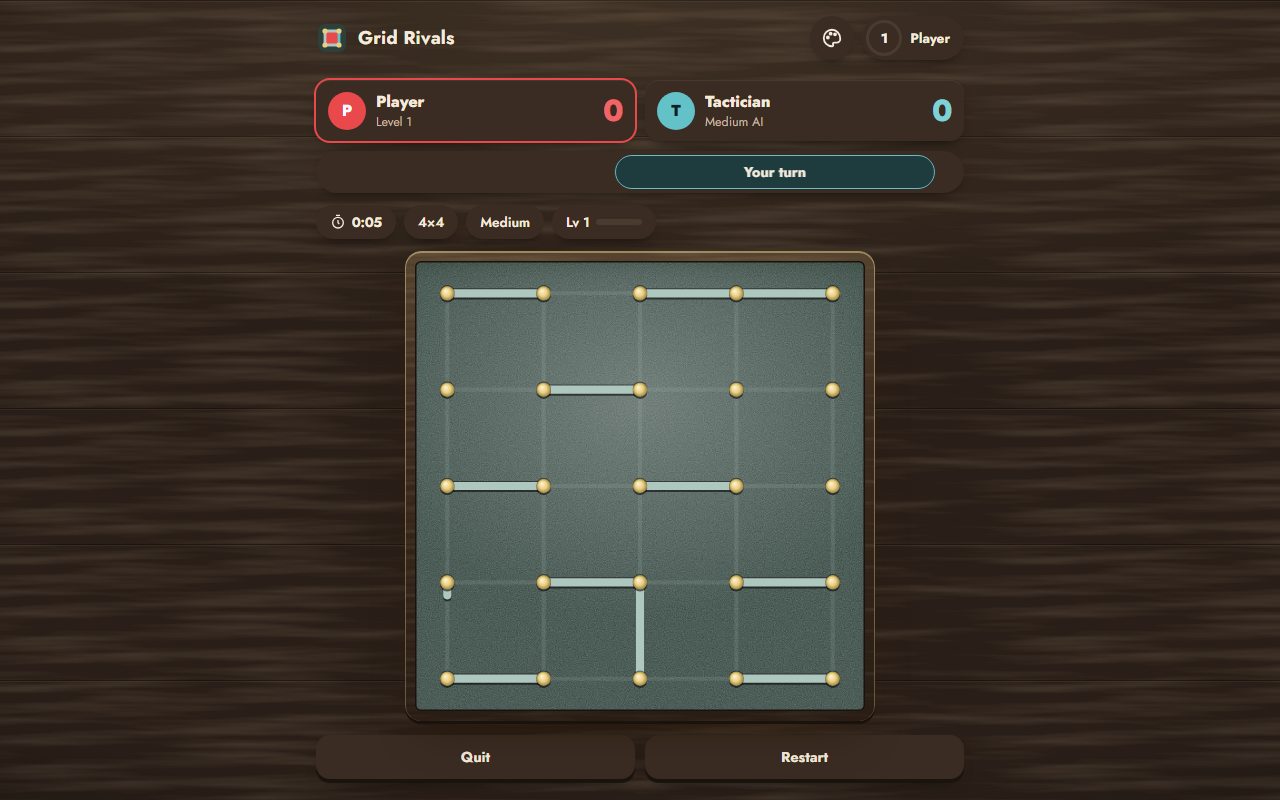 Grid Rivals
1 Player
P Player 0
Level 1
T Tactician 0
Medium AI
Your turn
0:05 4×4 Medium Lv 1
Quit Restart